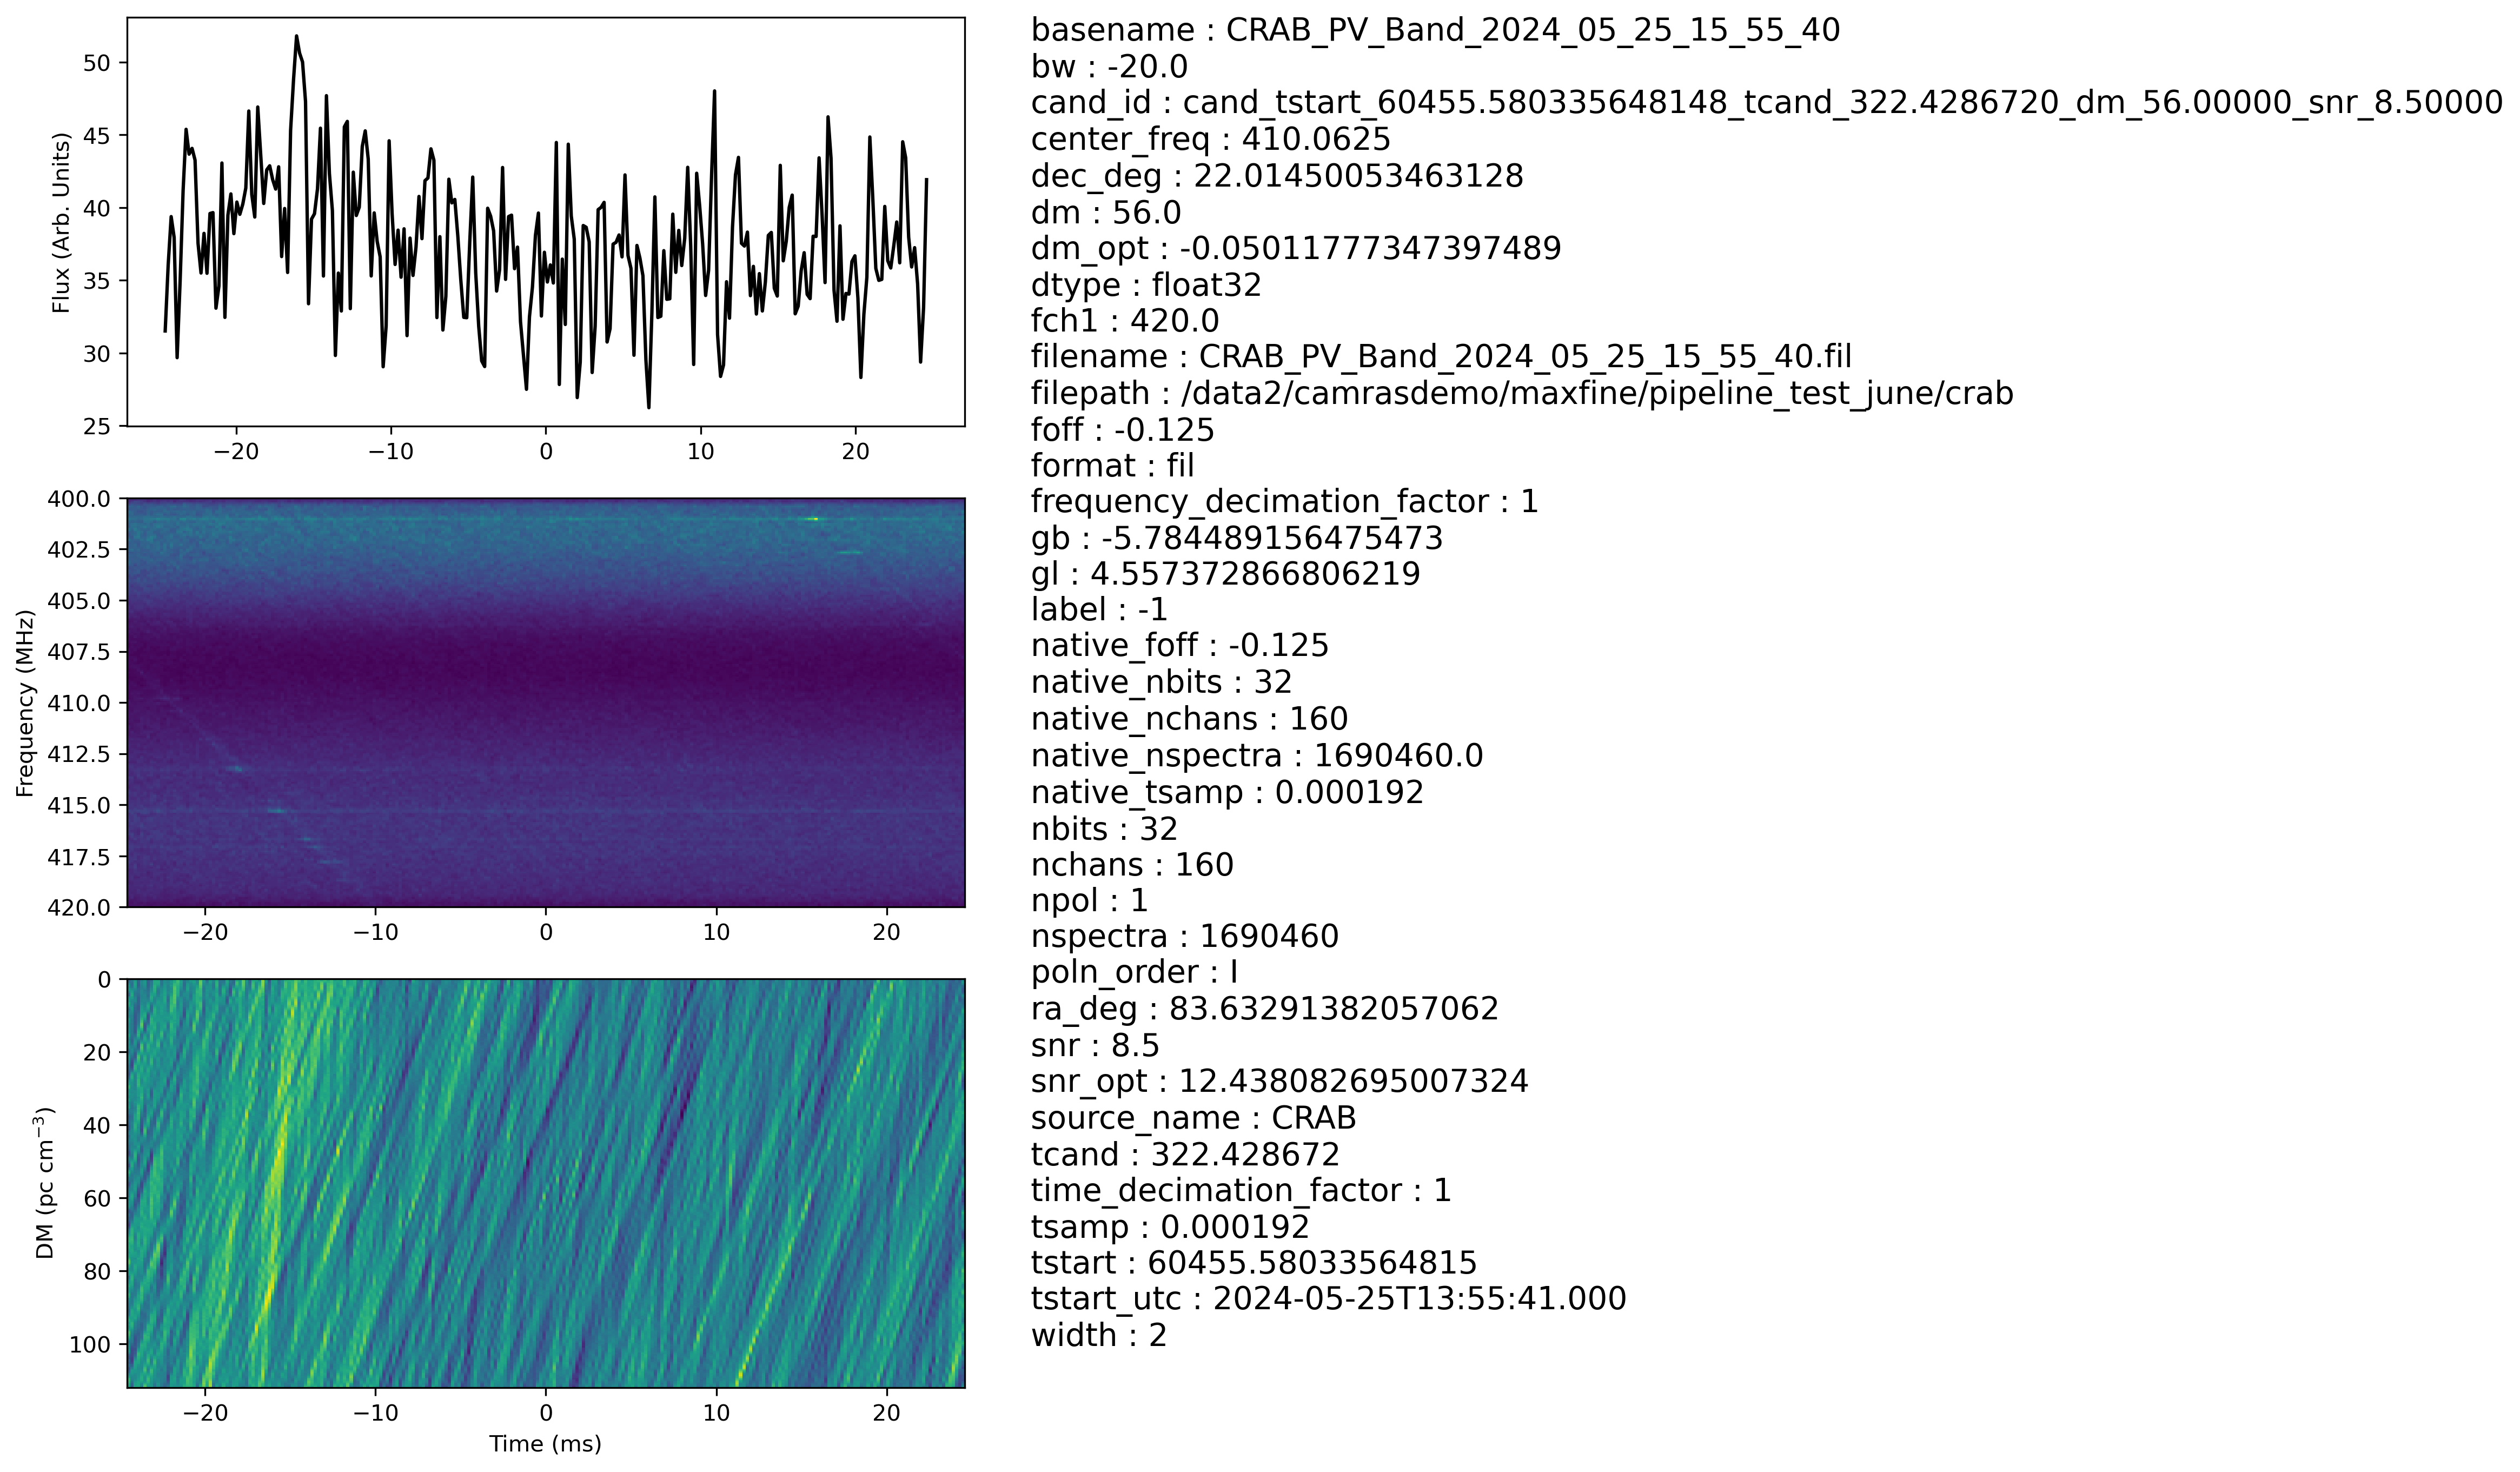 50
45
40
35
30
25
Flux (Arb. Units)
−20 −10 0 10 20
400.0
402.5
405.0
407.5
410.0
412.5
415.0
417.5
420.0
Frequency (MHz)
−20 −10 0 10 20
0
20
40
60
80
100
DM (pc cm⁻³)
−20 −10 0 10 20
Time (ms)
basename : CRAB_PV_Band_2024_05_25_15_55_40
bw : -20.0
cand_id : cand_tstart_60455.580335648148_tcand_322.4286720_dm_56.00000_snr_8.50000
center_freq : 410.0625
dec_deg : 22.01450053463128
dm : 56.0
dm_opt : -0.05011777347397489
dtype : float32
fch1 : 420.0
filename : CRAB_PV_Band_2024_05_25_15_55_40.fil
filepath : /data2/camrasdemo/maxfine/pipeline_test_june/crab
foff : -0.125
format : fil
frequency_decimation_factor : 1
gb : -5.784489156475473
gl : 4.557372866806219
label : -1
native_foff : -0.125
native_nbits : 32
native_nchans : 160
native_nspectra : 1690460.0
native_tsamp : 0.000192
nbits : 32
nchans : 160
npol : 1
nspectra : 1690460
poln_order : I
ra_deg : 83.63291382057062
snr : 8.5
snr_opt : 12.438082695007324
source_name : CRAB
tcand : 322.428672
time_decimation_factor : 1
tsamp : 0.000192
tstart : 60455.58033564815
tstart_utc : 2024-05-25T13:55:41.000
width : 2